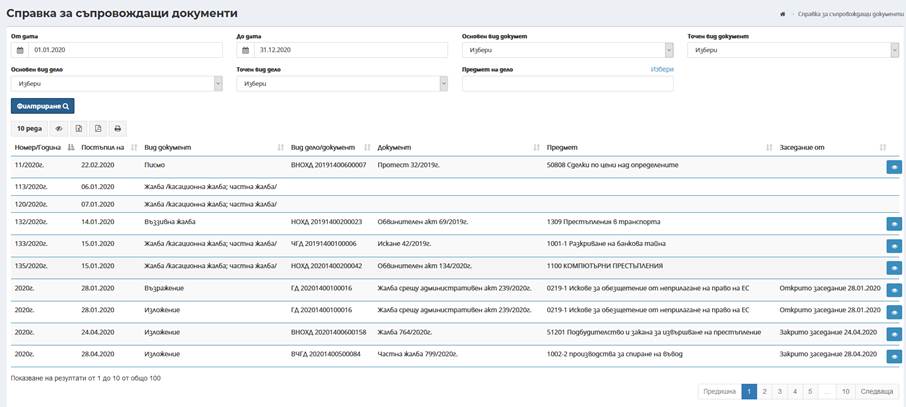 Справка за съпровождащи документи
Справка за съпровождащи документи
От дата До дата Основен вид докумет Точен вид документ
01.01.2020 31.12.2020 Избери Избери
Основен вид дело Точен вид дело Предмет на дело Избери
Избери Избери
Филтриране
10 реда
Номер/Година Постъпил на Вид документ Вид дело/документ Документ Предмет Заседание от
11/2020г. 22.02.2020 Писмо ВНОХД 20191400600007 Протест 32/2019г. 50808 Сделки по цени над определените
113/2020г. 06.01.2020 Жалба /касационна жалба; частна жалба/
120/2020г. 07.01.2020 Жалба /касационна жалба; частна жалба/
132/2020г. 14.01.2020 Въззивна жалба НОХД 20191400200023 Обвинителен акт 69/2019г. 1309 Престъпления в транспорта
133/2020г. 15.01.2020 Жалба /касационна жалба; частна жалба/ ЧГД 20191400100006 Искане 42/2019г. 1001-1 Разкриване на банкова тайна
135/2020г. 15.01.2020 Жалба /касационна жалба; частна жалба/ НОХД 20201400200042 Обвинителен акт 134/2020г. 1100 КОМПЮТЪРНИ ПРЕСТЪПЛЕНИЯ
2020г. 28.01.2020 Възражение ГД 20201400100016 Жалба срещу административен акт 239/2020г. 0219-1 Искове за обезщетение от неприлагане на право на ЕС Открито заседание 28.01.2020
2020г. 28.01.2020 Изложение ГД 20201400100016 Жалба срещу административен акт 239/2020г. 0219-1 Искове за обезщетение от неприлагане на право на ЕС Открито заседание 28.01.2020
2020г. 24.04.2020 Изложение ВНОХД 20201400600158 Жалба 764/2020г. 51201 Подбудителство и закана за извършване на престъпление Закрито заседание 24.04.2020
2020г. 28.04.2020 Изложение ВЧГД 20201400500084 Частна жалба 799/2020г. 1002-2 производства за спиране на въвод Закрито заседание 28.04.2020
Показване на резултати от 1 до 10 от общо 100
Предишна 1 2 3 4 5 ... 10 Следваща